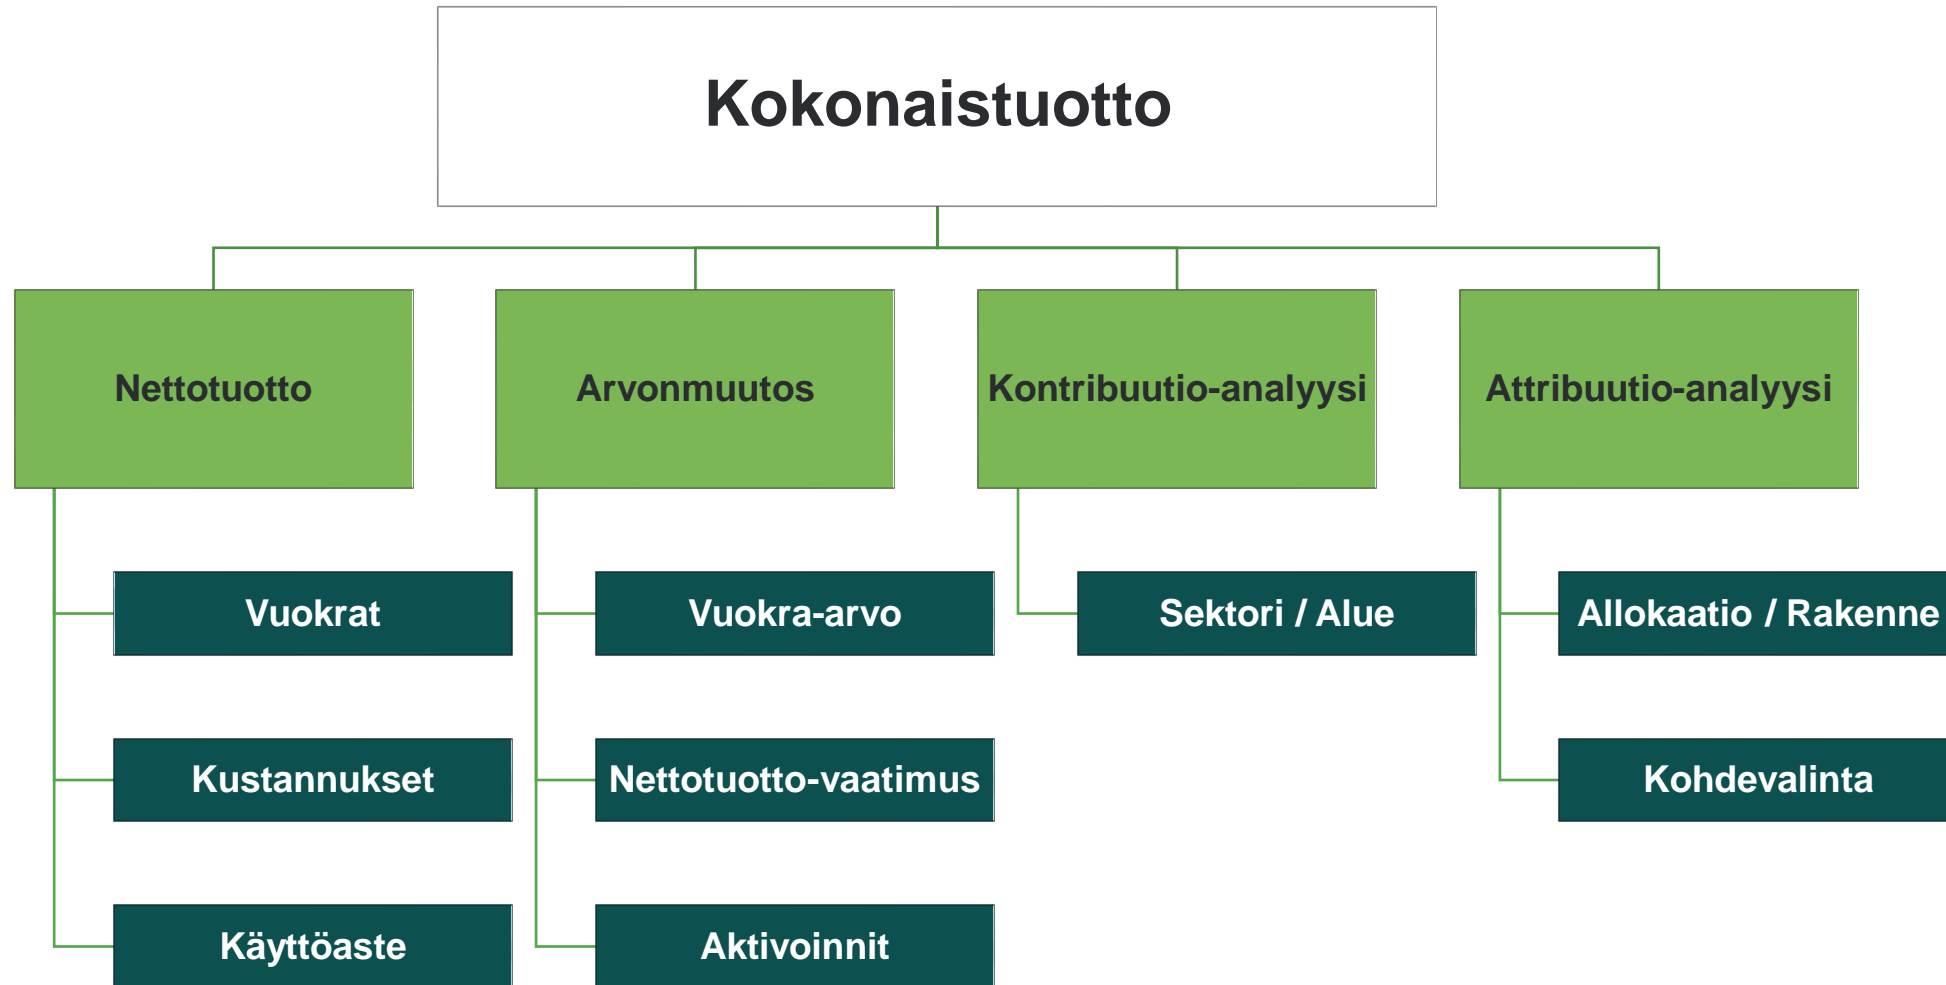 Kokonaistuotto
Nettotuotto
Arvonmuutos
Kontribuutio-analyysi
Attribuutio-analyysi
Vuokrat
Vuokra-arvo
Sektori / Alue
Allokaatio / Rakenne
Kustannukset
Nettotuotto-vaatimus
Kohdevalinta
Käyttöaste
Aktivoinnit